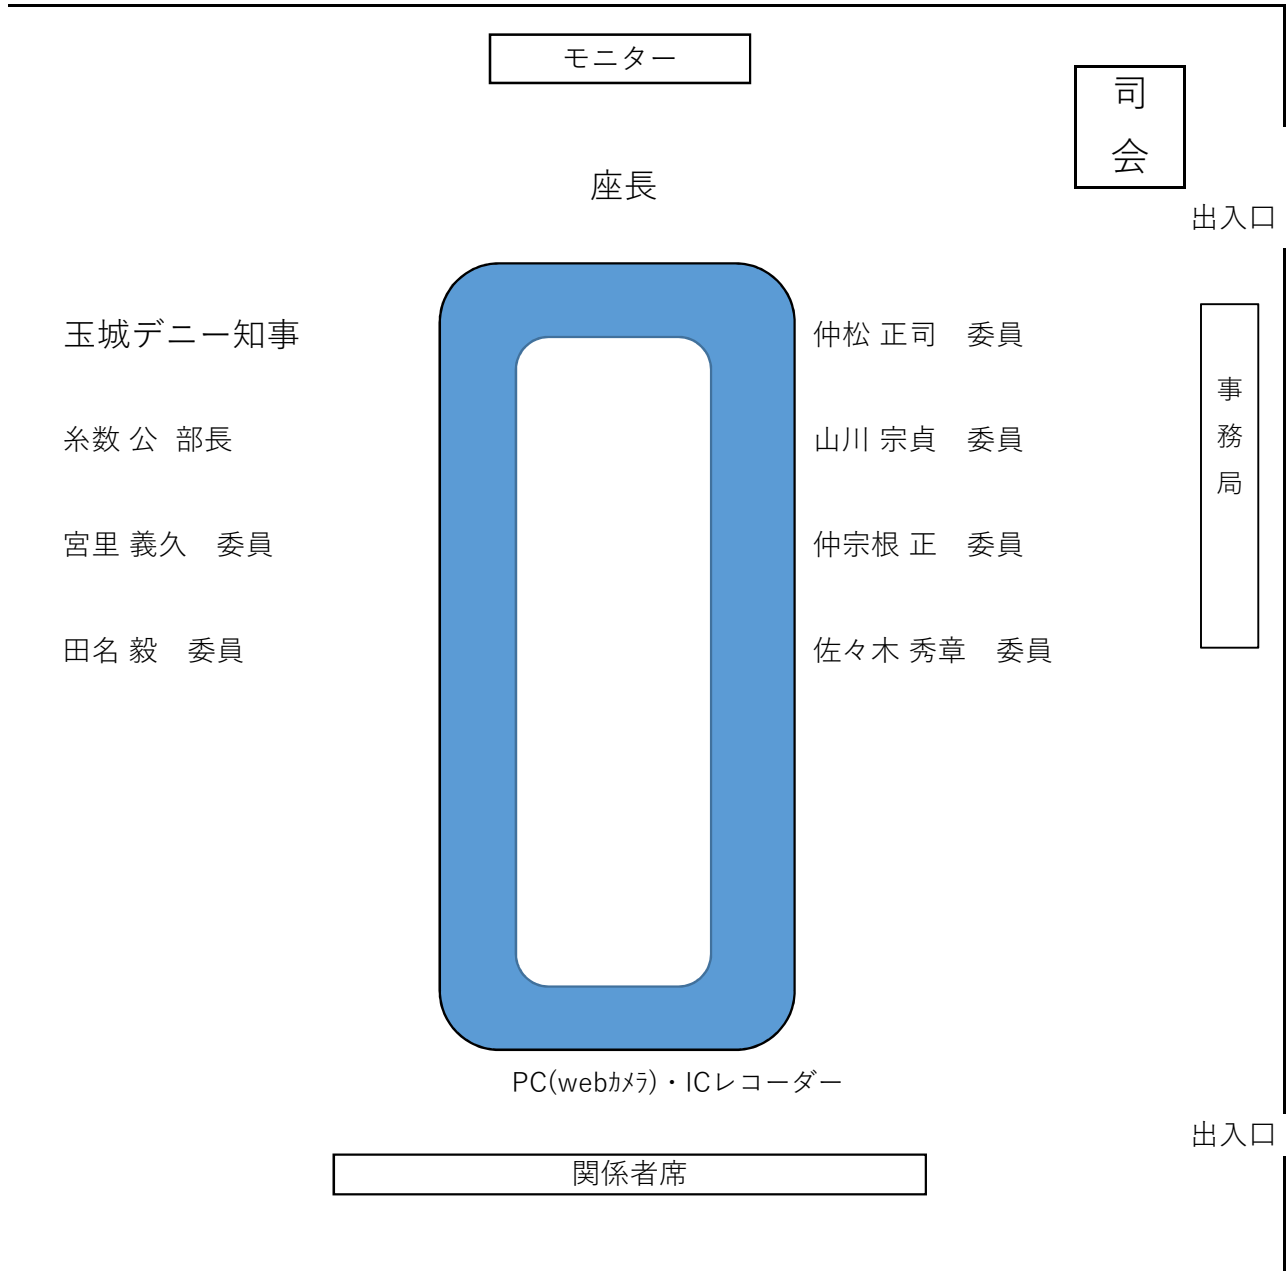 モニター
司
会
座長
出入口
玉城デニー知事
仲松 正司　委員
糸数 公 部長
山川 宗貞　委員
宮里 義久　委員
仲宗根 正　委員
田名 毅　委員
佐々木 秀章　委員
事
務
局
PC(webｶﾒﾗ)・ICレコーダー
出入口
関係者席